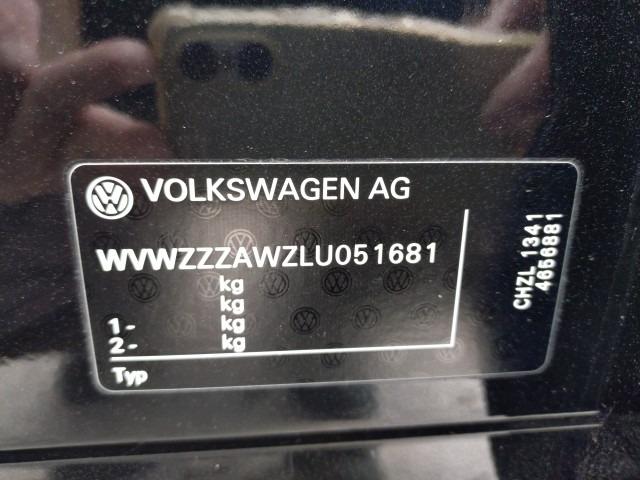 VOLKSWAGEN AG
WVWZZZAWZLU051681
kg
kg
1- kg
2- kg
Typ
CHZL 1341
4656881